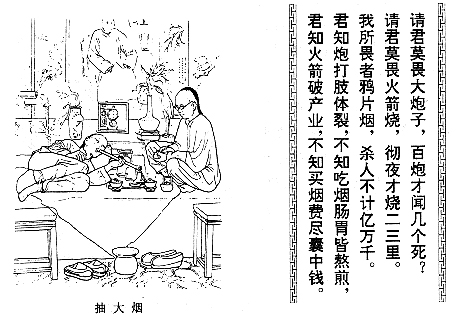 请君莫畏大炮子，百炮才闻几个死？
请君莫畏火箭烧，彻夜才烧二三里。
我所畏者鸦片烟，杀人不计亿万千。
君知炮打肢体裂，不知吃烟肠胃皆熬煎，
君知火箭破产业，不知买烟费尽囊中钱。
抽大烟